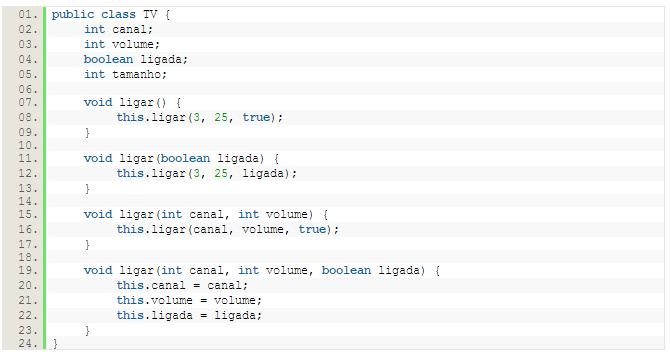 01. public class TV {
02.     int canal;
03.     int volume;
04.     boolean ligada;
05.     int tamanho;
06.
07.     void ligar() {
08.         this.ligar(3, 25, true);
09.     }
10.
11.     void ligar(boolean ligada) {
12.         this.ligar(3, 25, ligada);
13.     }
14.
15.     void ligar(int canal, int volume) {
16.         this.ligar(canal, volume, true);
17.     }
18.
19.     void ligar(int canal, int volume, boolean ligada) {
20.         this.canal = canal;
21.         this.volume = volume;
22.         this.ligada = ligada;
23.     }
24. }